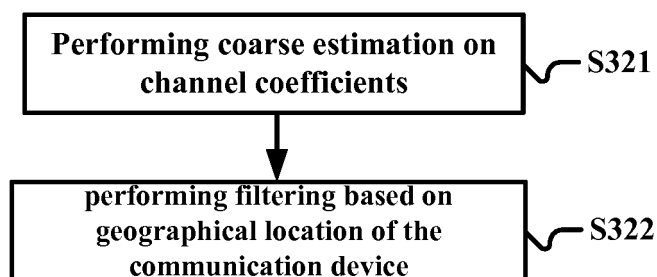 Performing coarse estimation on
channel coefficients
S321
performing filtering based on
geographical location of the
communication device
S322